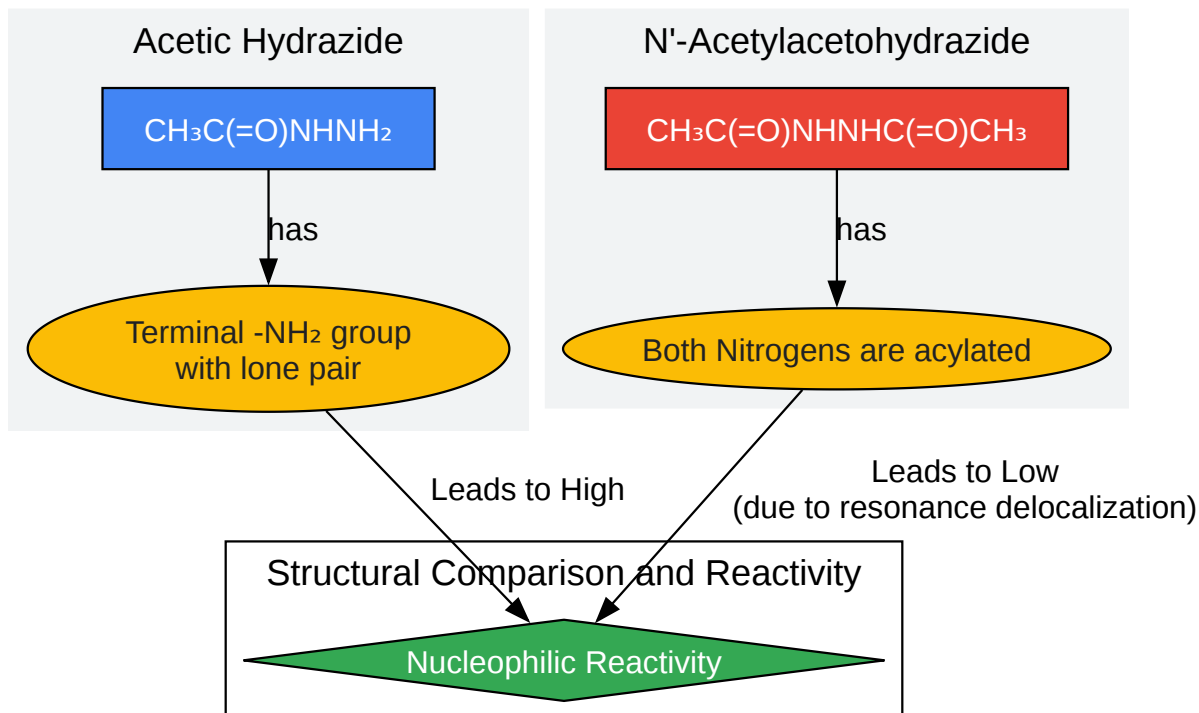 Acetic Hydrazide
CH₃C(=O)NHNH₂
has
Terminal -NH₂ group
with lone pair
N'-Acetylacetohydrazide
CH₃C(=O)NHNHC(=O)CH₃
has
Both Nitrogens are acylated
Leads to High
Leads to Low
(due to resonance delocalization)
Structural Comparison and Reactivity
Nucleophilic Reactivity